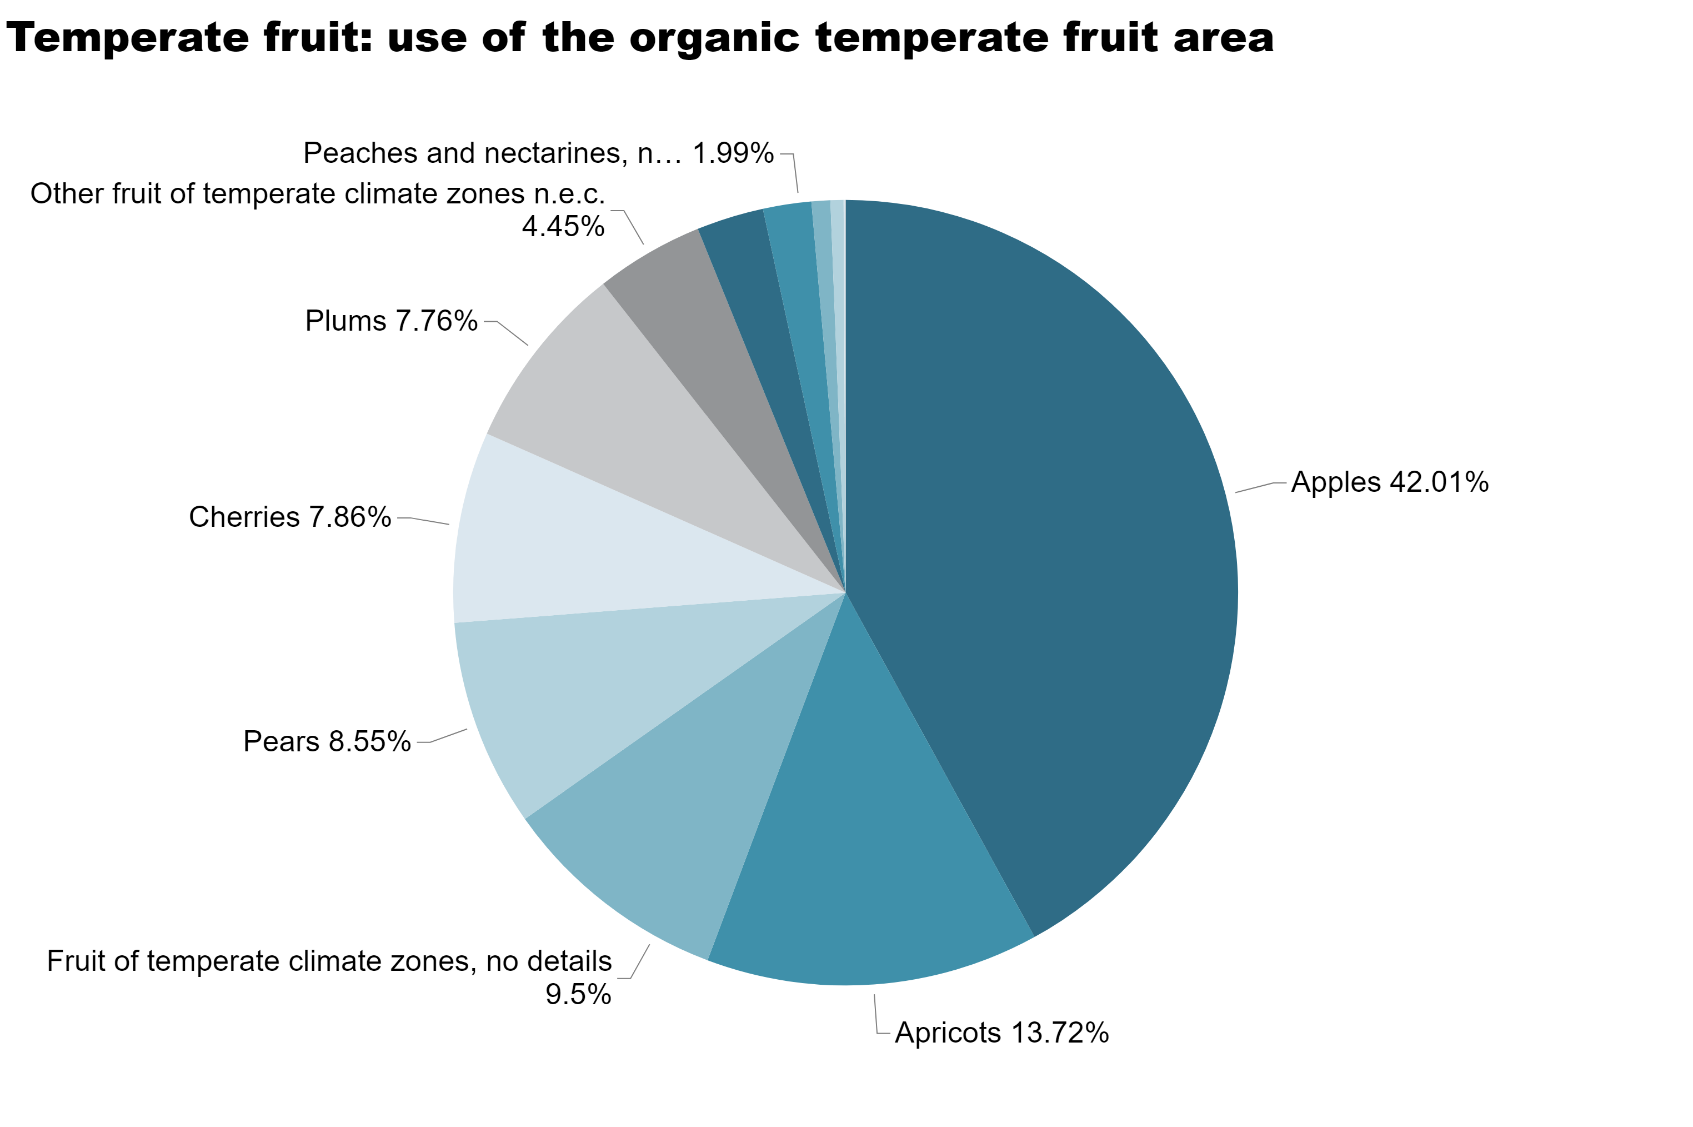 Temperate fruit: use of the organic temperate fruit area
Peaches and nectarines, n… 1.99%
Other fruit of temperate climate zones n.e.c.
4.45%
Plums 7.76%
Apples 42.01%
Cherries 7.86%
Pears 8.55%
Fruit of temperate climate zones, no details
9.5%
Apricots 13.72%